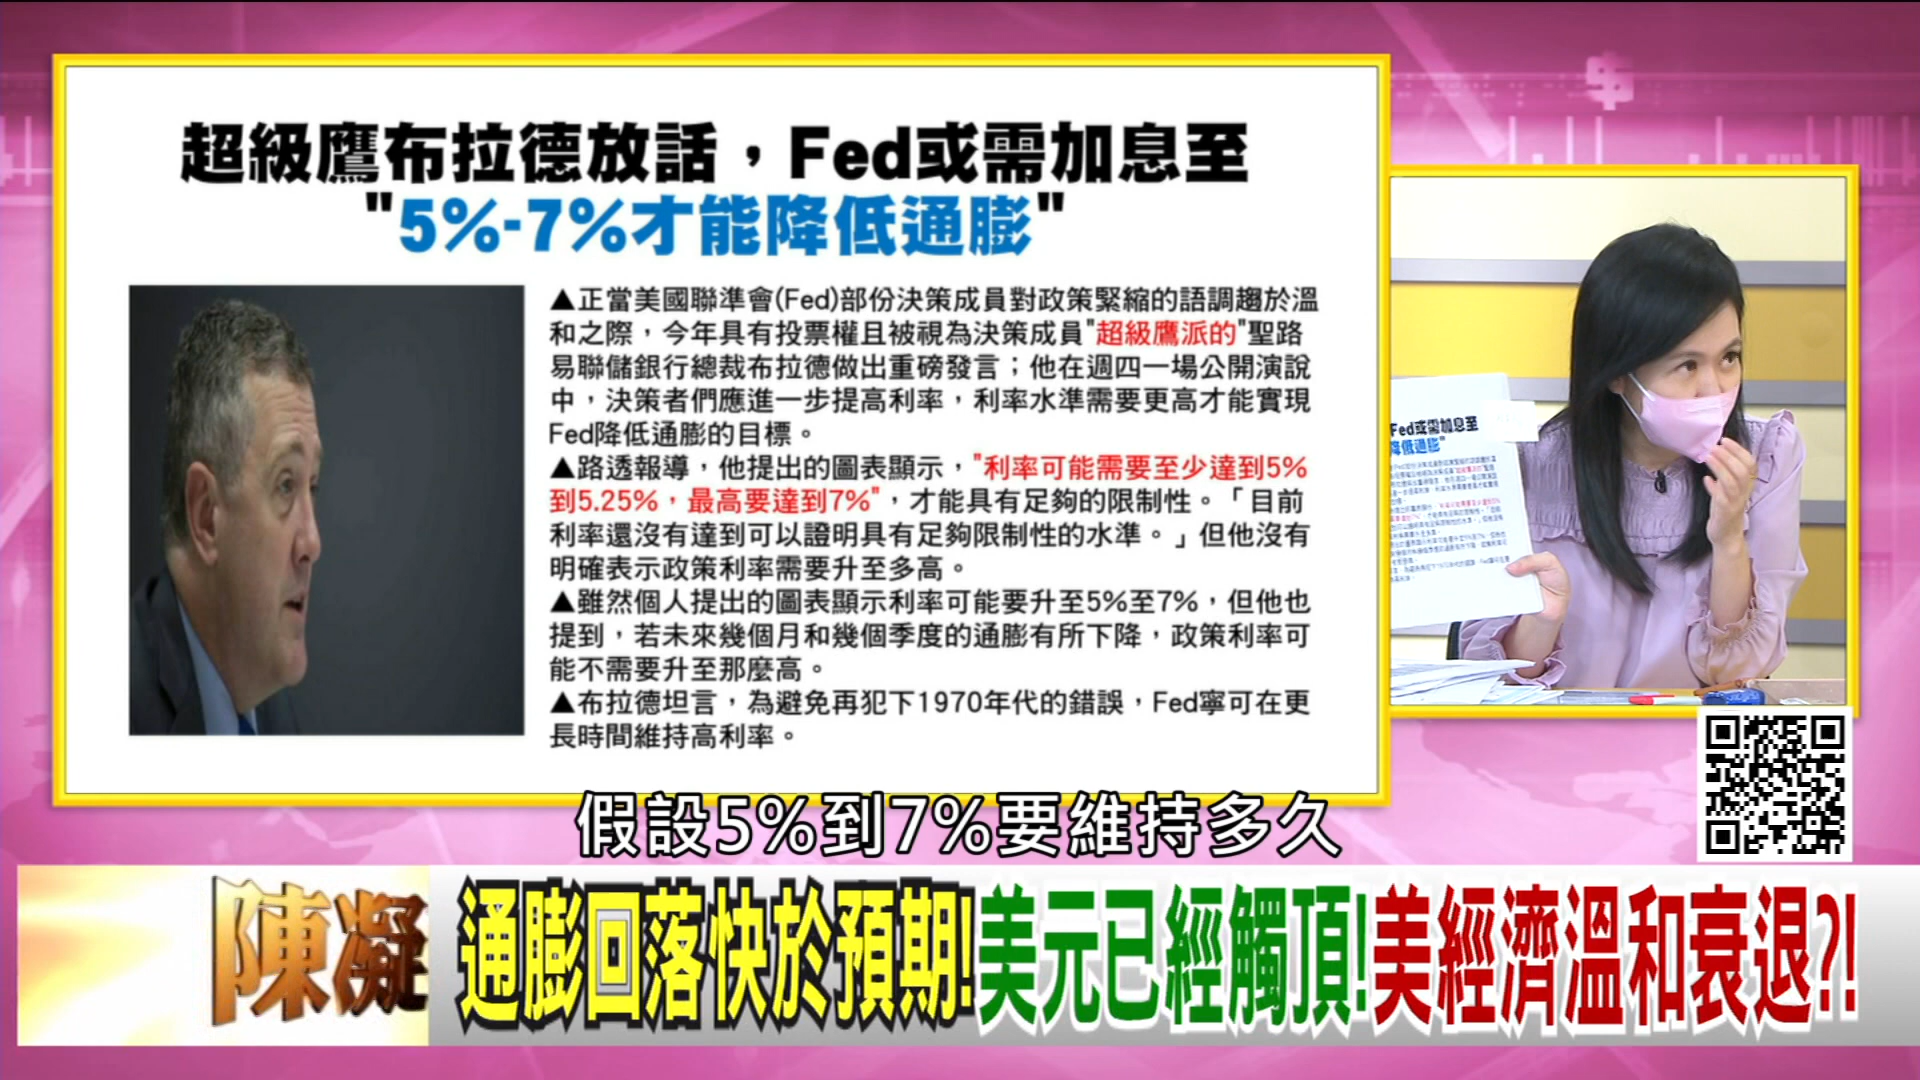 超級鷹布拉德放話，Fed或需加息至
"5%-7%才能降低通膨"
▲正當美國聯準會(Fed)部份決策成員對政策緊縮的語調趨於溫
和之際，今年具有投票權且被視為決策成員"超級鷹派的"聖路
易聯儲銀行總裁布拉德做出重磅發言；他在週四一場公開演說
中，決策者們應進一步提高利率，利率水準需要更高才能實現
Fed降低通膨的目標。
▲路透報導，他提出的圖表顯示，"利率可能需要至少達到5%
到5.25%，最高要達到7%"，才能具有足夠的限制性。「目前
利率還沒有達到可以證明具有足夠限制性的水準。」但他沒有
明確表示政策利率需要升至多高。
▲雖然個人提出的圖表顯示利率可能要升至5%至7%，但他也
提到，若未來幾個月和幾個季度的通膨有所下降，政策利率可
能不需要升至那麼高。
▲布拉德坦言，為避免再犯下1970年代的錯誤，Fed寧可在更
長時間維持高利率。
Fed或需加息至
降低通膨"
假設5%到7%要維持多久
陳凝 通膨回落快於預期!美元已經觸頂!美經濟溫和衰退?!